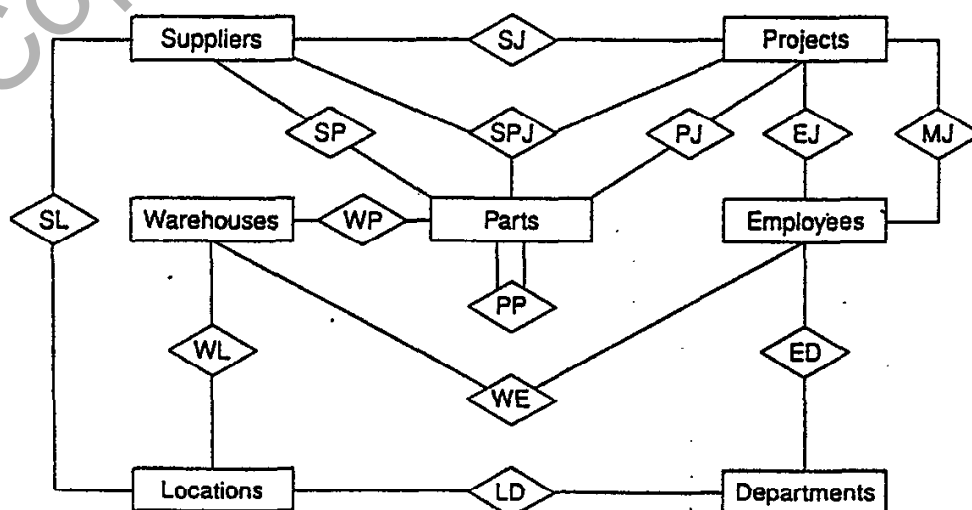 Suppliers SJ Projects
SP SPJ PJ EJ MJ
SL Warehouses WP Parts Employees
PP
WL ED
WE
Locations LD Departments